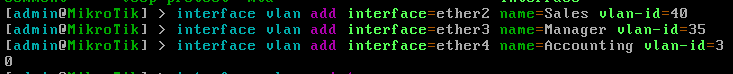 [admin@MikroTik] > interface vlan add interface=ether2 name=Sales vlan-id=40
[admin@MikroTik] > interface vlan add interface=ether3 name=Manager vlan-id=35
[admin@MikroTik] > interface vlan add interface=ether4 name=Accounting vlan-id=3
0